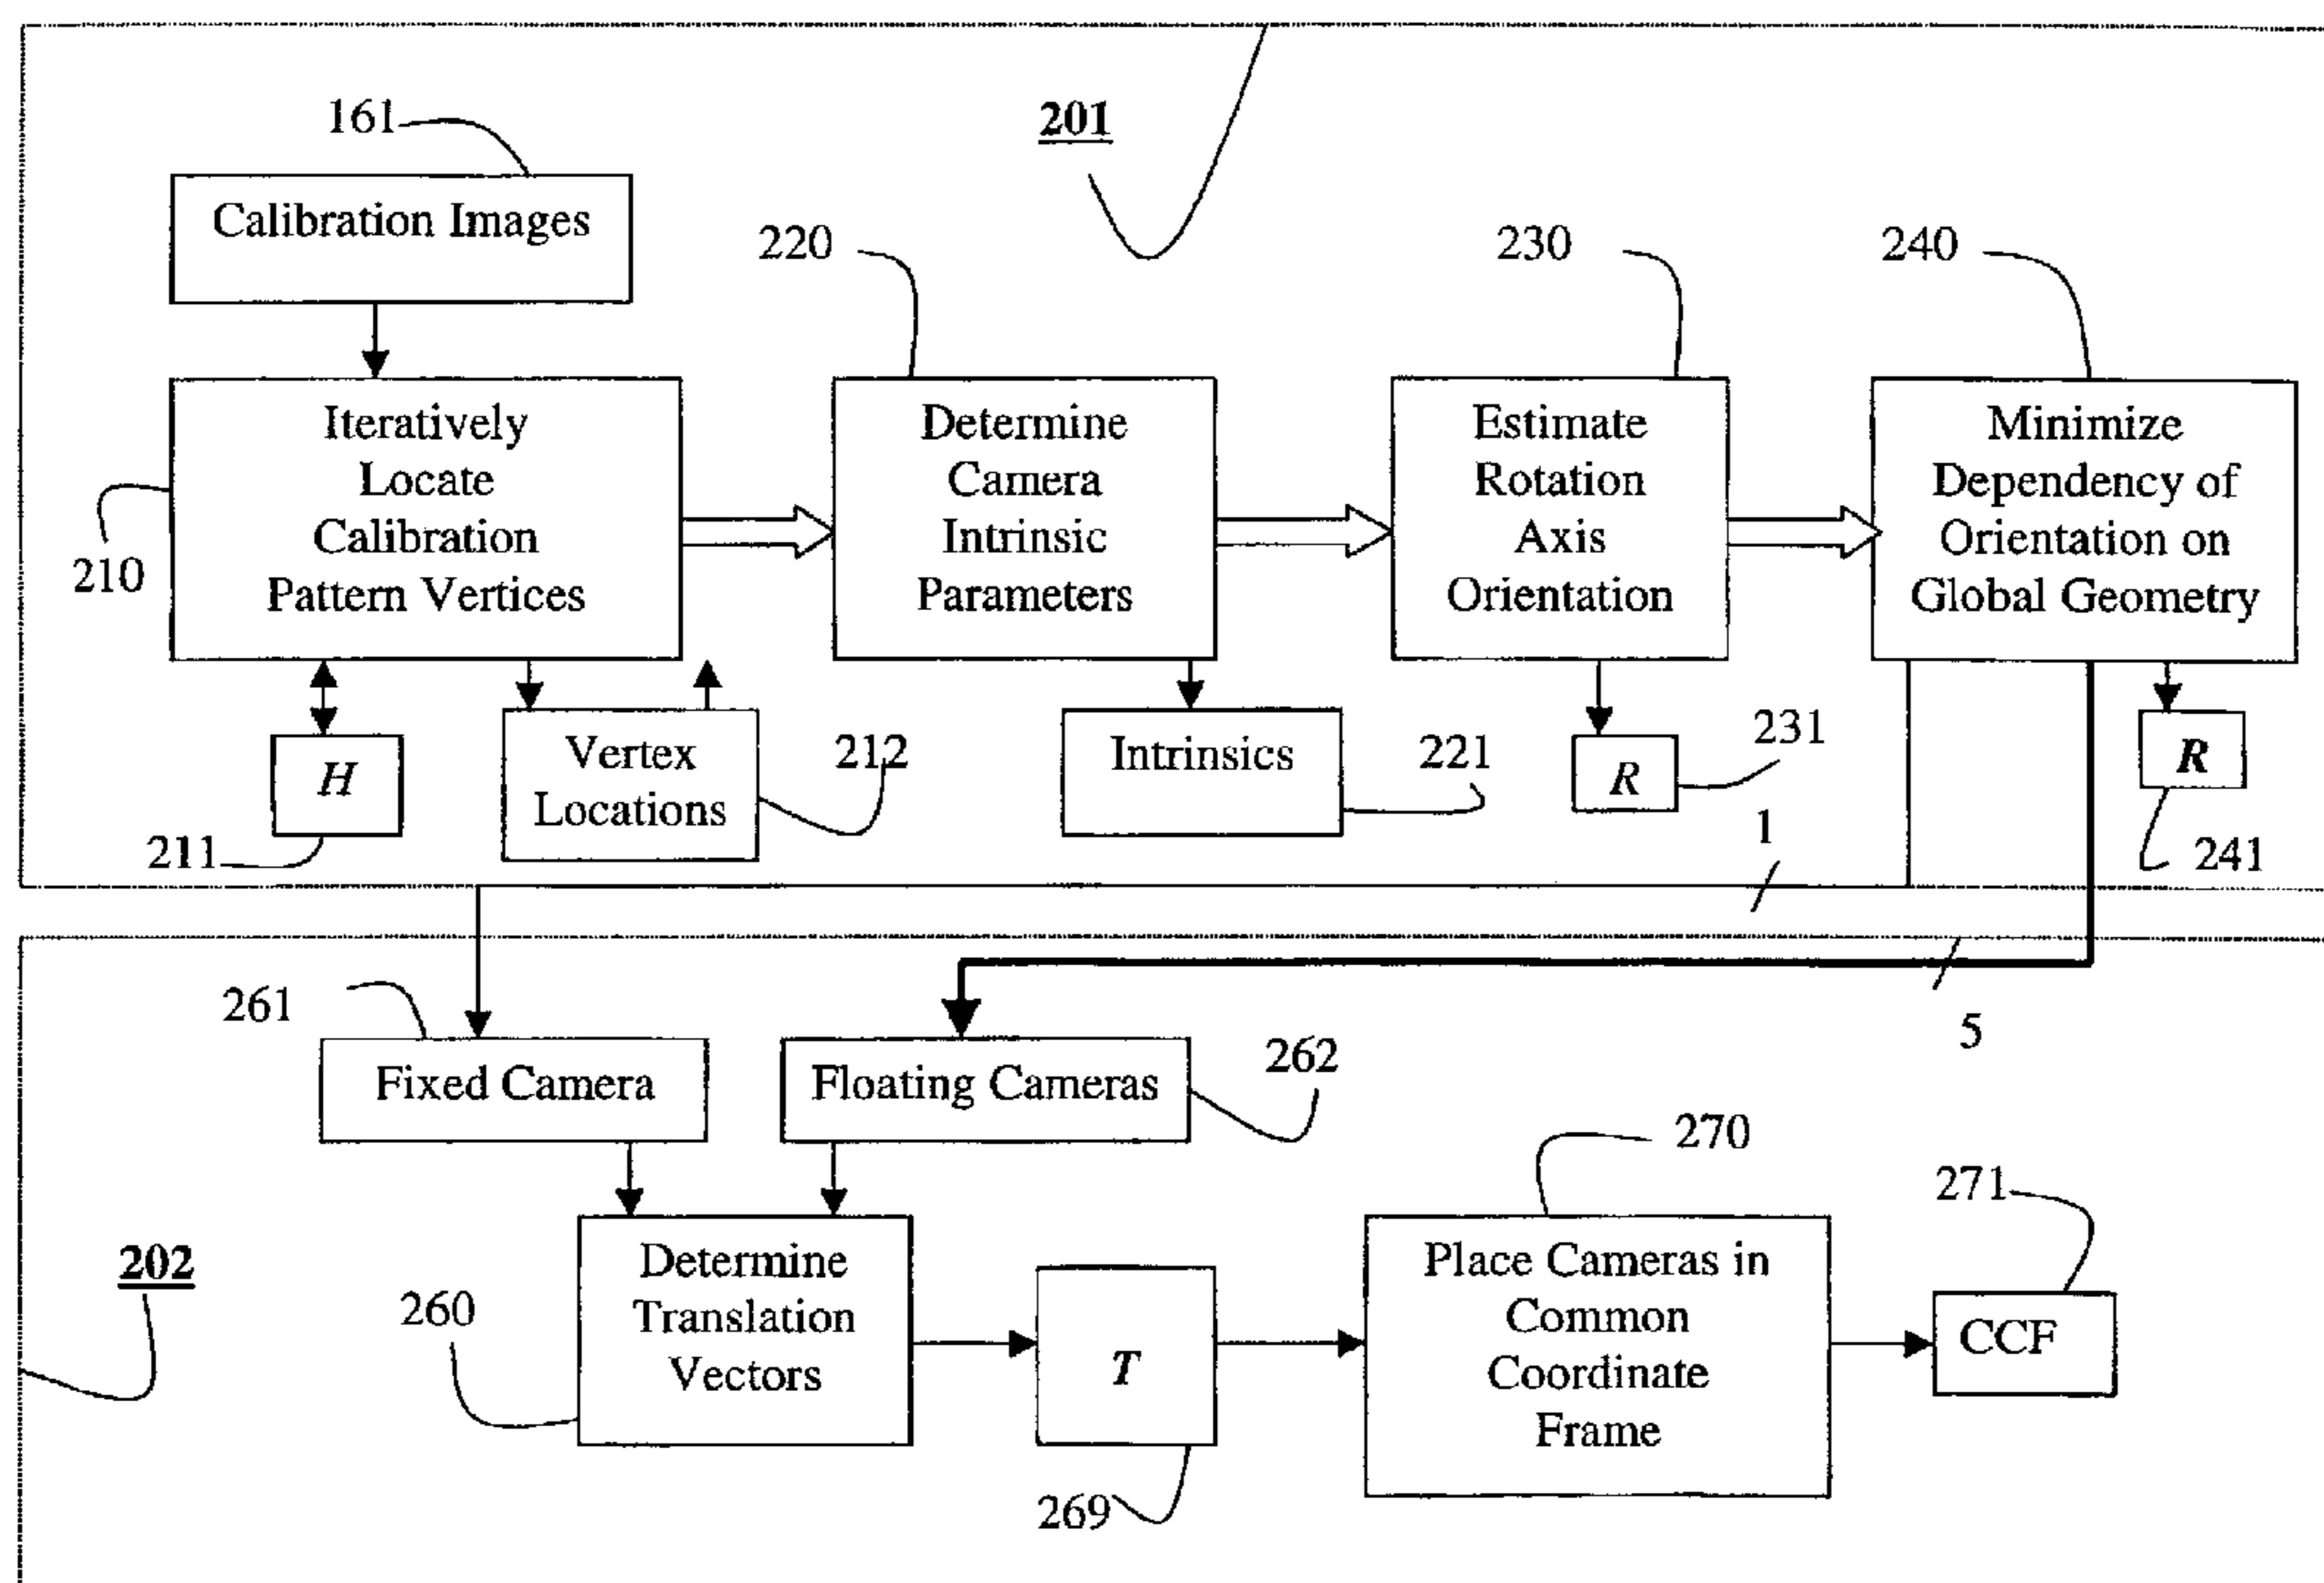 161
201
Calibration Images
220
230
240
Iteratively
Locate
Calibration
Pattern Vertices
Determine
Camera
Intrinsic
Parameters
Estimate
Rotation
Axis
Orientation
Minimize
Dependency of
Orientation on
Global Geometry
210
H
211
Vertex
Locations
212
Intrinsics
221
R
231
R
241
1
5
261
Fixed Camera
Floating Cameras
262
270
271
202
260
Determine
Translation
Vectors
T
269
Place Cameras in
Common
Coordinate
Frame
CCF